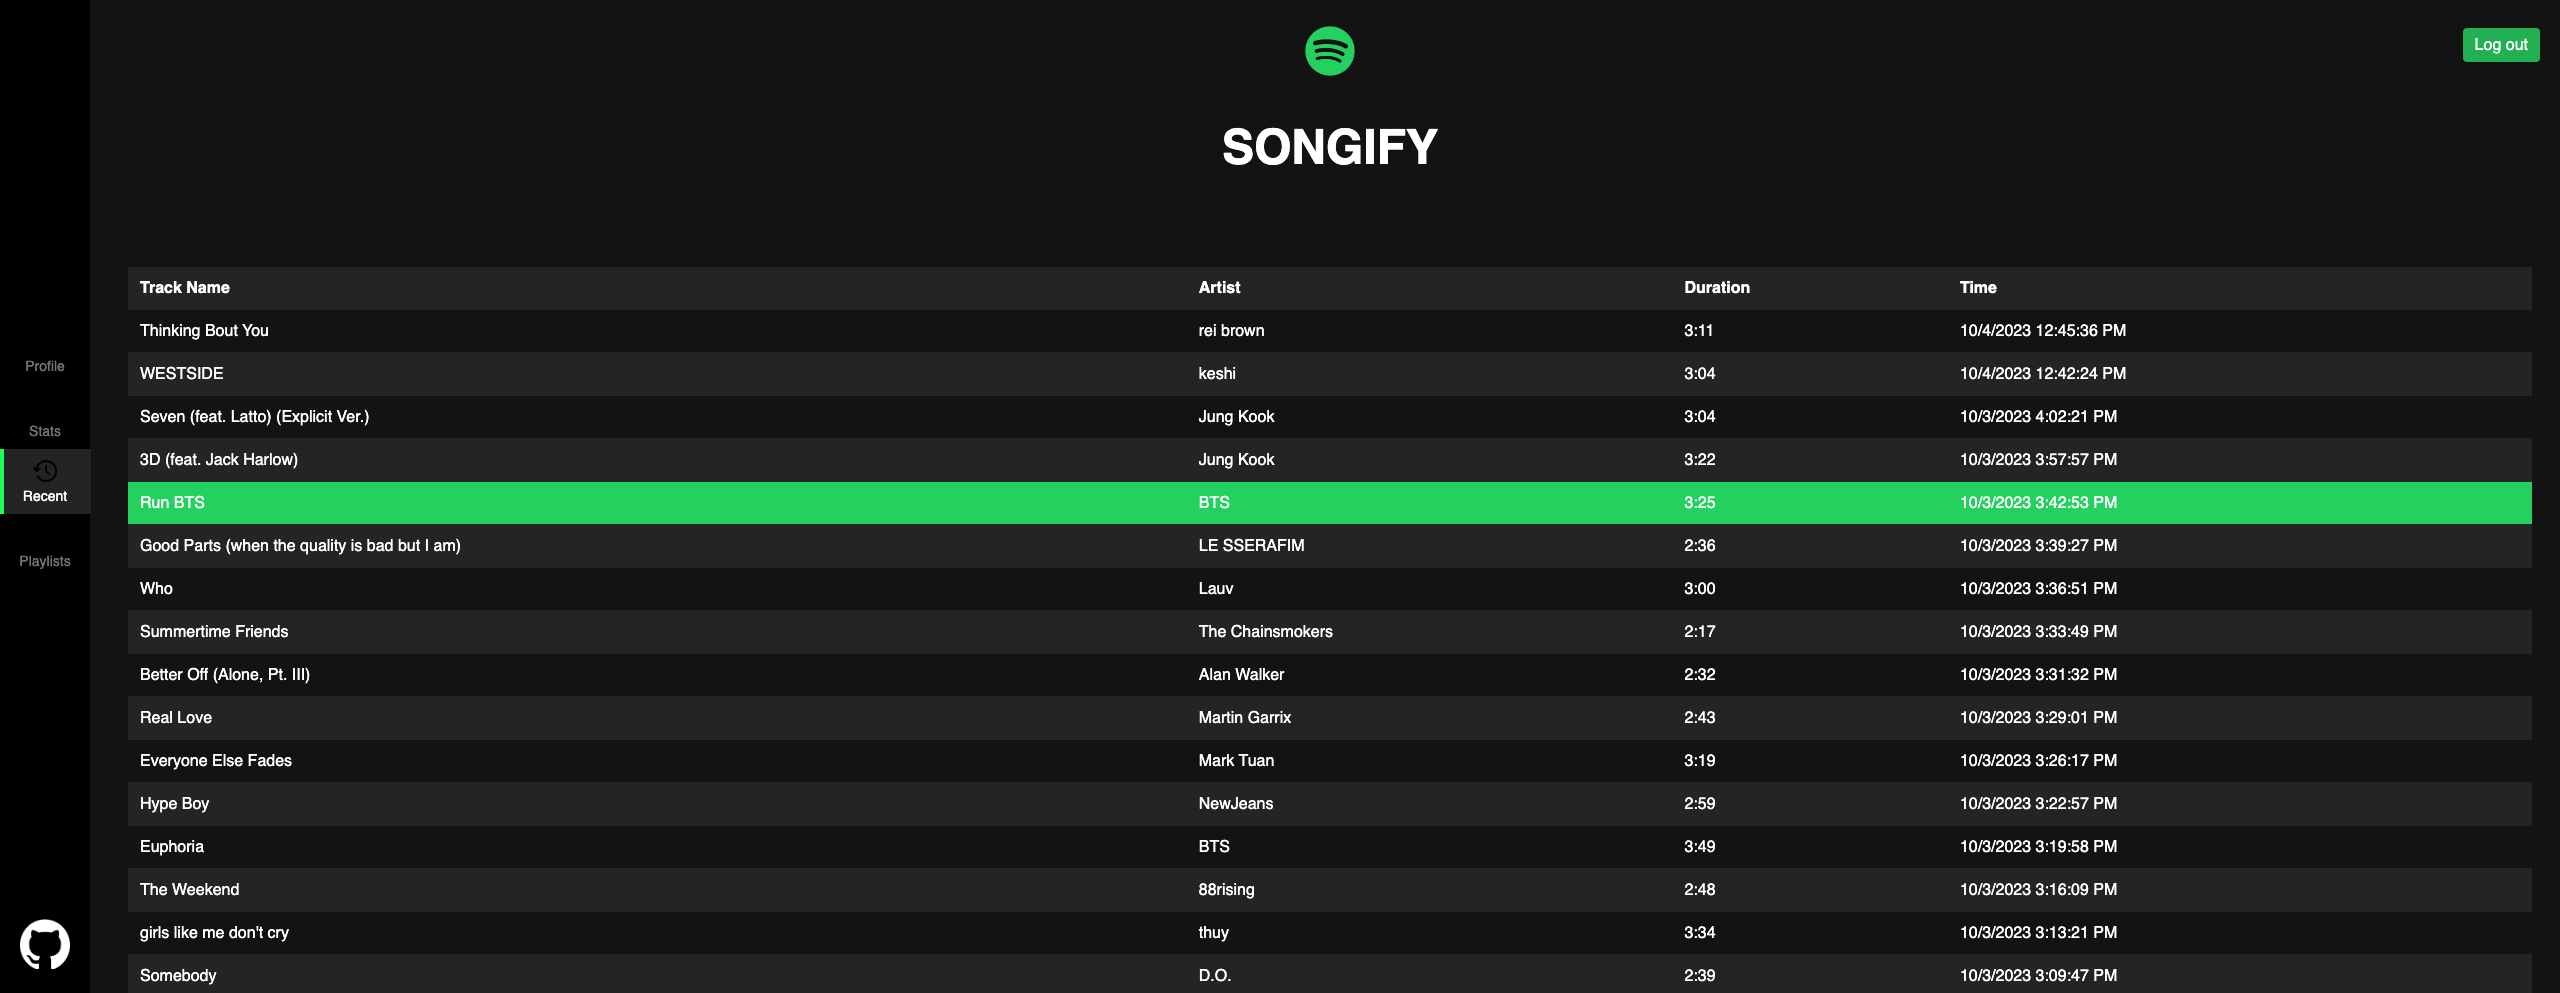 Log out
SONGIFY
Profile
Stats
Recent
Playlists
Track Name Artist Duration Time
Thinking Bout You rei brown 3:11 10/4/2023 12:45:36 PM
WESTSIDE keshi 3:04 10/4/2023 12:42:24 PM
Seven (feat. Latto) (Explicit Ver.) Jung Kook 3:04 10/3/2023 4:02:21 PM
3D (feat. Jack Harlow) Jung Kook 3:22 10/3/2023 3:57:57 PM
Run BTS BTS 3:25 10/3/2023 3:42:53 PM
Good Parts (when the quality is bad but I am) LE SSERAFIM 2:36 10/3/2023 3:39:27 PM
Who Lauv 3:00 10/3/2023 3:36:51 PM
Summertime Friends The Chainsmokers 2:17 10/3/2023 3:33:49 PM
Better Off (Alone, Pt. III) Alan Walker 2:32 10/3/2023 3:31:32 PM
Real Love Martin Garrix 2:43 10/3/2023 3:29:01 PM
Everyone Else Fades Mark Tuan 3:19 10/3/2023 3:26:17 PM
Hype Boy NewJeans 2:59 10/3/2023 3:22:57 PM
Euphoria BTS 3:49 10/3/2023 3:19:58 PM
The Weekend 88rising 2:48 10/3/2023 3:16:09 PM
girls like me don't cry thuy 3:34 10/3/2023 3:13:21 PM
Somebody D.O. 2:39 10/3/2023 3:09:47 PM